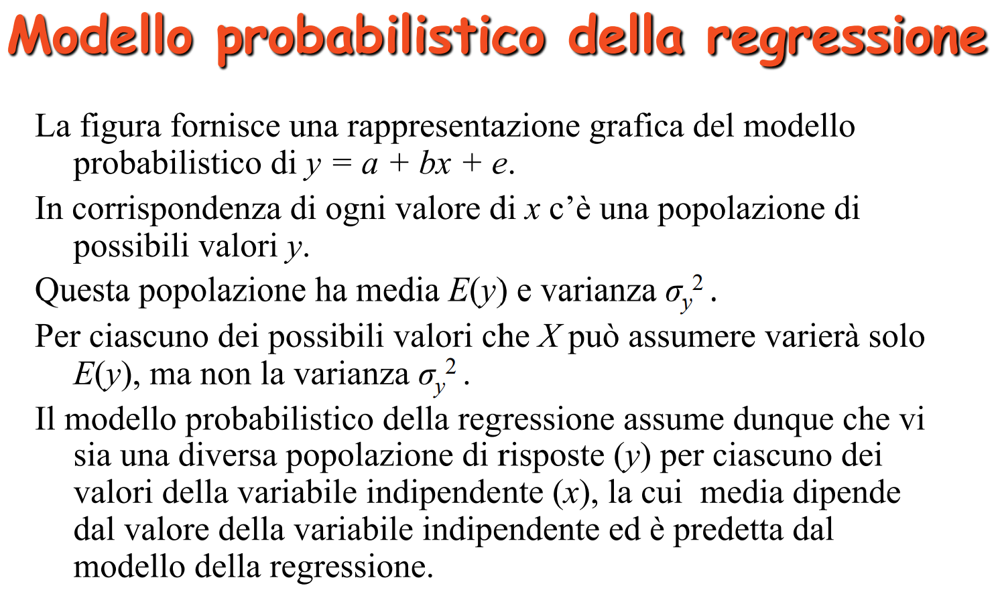 Modello probabilistico della regressione
La figura fornisce una rappresentazione grafica del modello
probabilistico di y = a + bx + e.
In corrispondenza di ogni valore di x c’è una popolazione di
possibili valori y.
Questa popolazione ha media E(y) e varianza σy² .
Per ciascuno dei possibili valori che X può assumere varierà solo
E(y), ma non la varianza σy² .
Il modello probabilistico della regressione assume dunque che vi
sia una diversa popolazione di risposte (y) per ciascuno dei
valori della variabile indipendente (x), la cui media dipende
dal valore della variabile indipendente ed è predetta dal
modello della regressione.